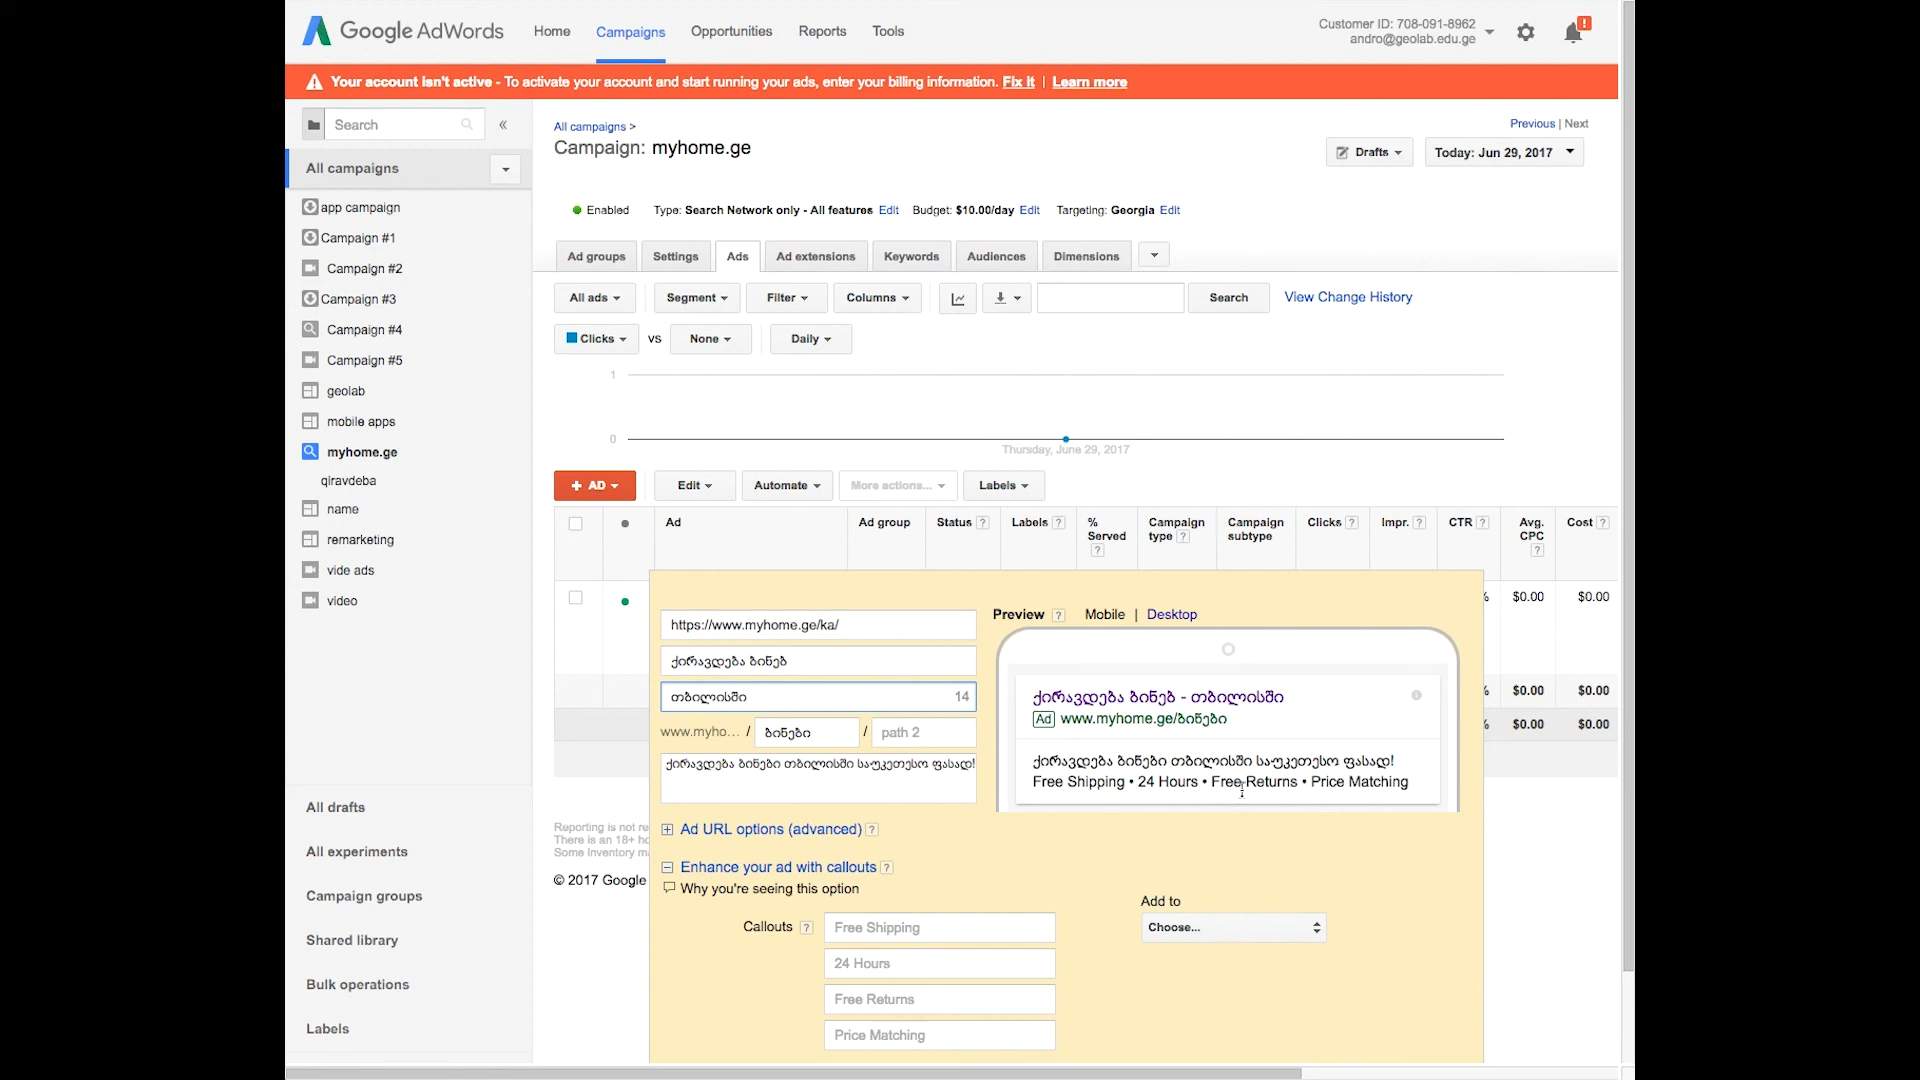 Google AdWords
Home Campaigns Opportunities Reports Tools
Customer ID: 708-091-8962
andro@geolab.edu.ge
Your account isn't active - To activate your account and start running your ads, enter your billing information. Fix it | Learn more
Search «
All campaigns
app campaign
Campaign #1
Campaign #2
Campaign #3
Campaign #4
Campaign #5
geolab
mobile apps
myhome.ge
qiravdeba
name
remarketing
vide ads
video
All drafts
All experiments
Campaign groups
Shared library
Bulk operations
Labels
All campaigns >
Campaign: myhome.ge
Previous | Next
Drafts Today: Jun 29, 2017
Enabled Type: Search Network only - All features Edit Budget: $10.00/day Edit Targeting: Georgia Edit
Ad groups Settings Ads Ad extensions Keywords Audiences Dimensions
All ads Segment Filter Columns Search View Change History
Clicks VS None Daily
1
0
Thursday, June 29, 2017
+ AD Edit Automate More actions... Labels
Ad Ad group Status ? Labels ? % Served ? Campaign type ? Campaign subtype Clicks ? Impr. ? CTR ? Avg. CPC ? Cost ?
% $0.00 $0.00
% $0.00 $0.00
% $0.00 $0.00
Reporting is not re
There is an 18+ ho
Some inventory m
© 2017 Google
https://www.myhome.ge/ka/
ქირავდება ბინებ
თბილისში 14
www.myho... / ბინები / path 2
ქირავდება ბინები თბილისში საუკეთესო ფასად!
Preview ? Mobile | Desktop
ქირავდება ბინებ - თბილისში
Ad www.myhome.ge/ბინები
ქირავდება ბინები თბილისში საუკეთესო ფასად!
Free Shipping • 24 Hours • Free Returns • Price Matching
Ad URL options (advanced) ?
Enhance your ad with callouts ?
Why you're seeing this option
Callouts ? Free Shipping
24 Hours
Free Returns
Price Matching
Add to
Choose...